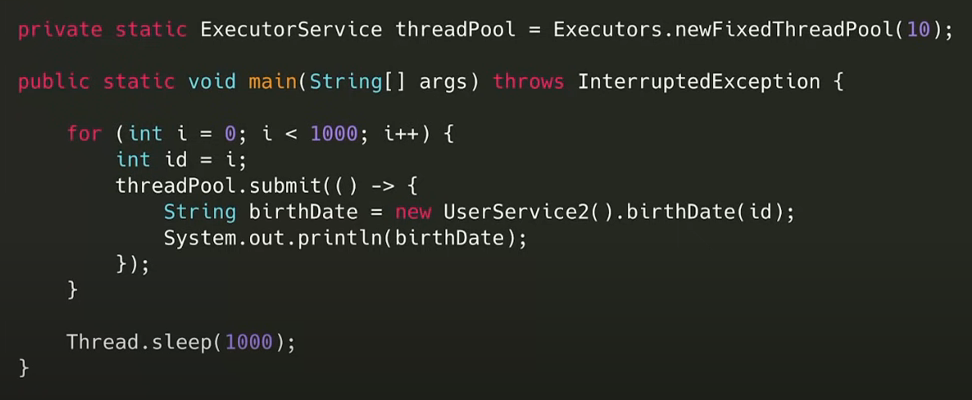 private static ExecutorService threadPool = Executors.newFixedThreadPool(10);
public static void main(String[] args) throws InterruptedException {
for (int i = 0; i < 1000; i++) {
int id = i;
threadPool.submit(() -> {
String birthDate = new UserService2().birthDate(id);
System.out.println(birthDate);
});
}
Thread.sleep(1000);
}